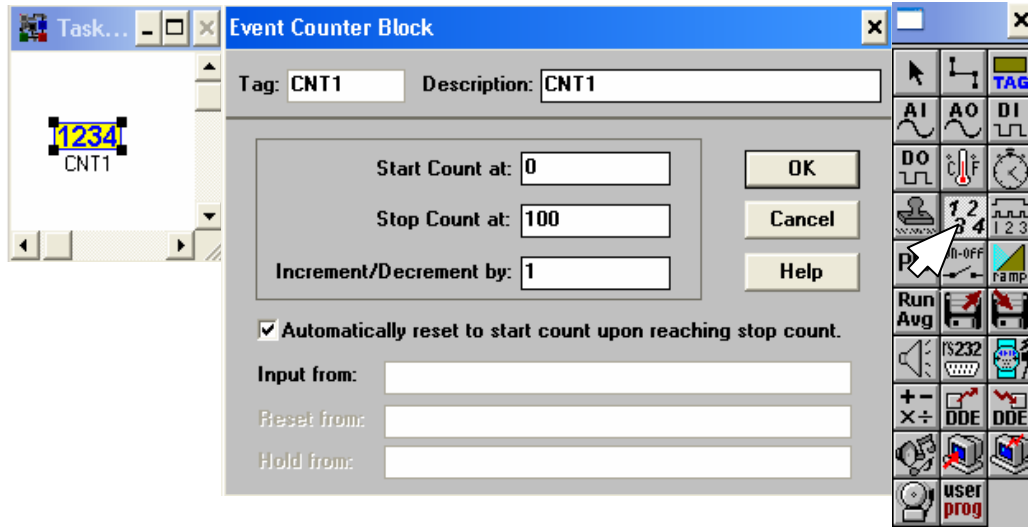 Task...
1234
CNT1
Event Counter Block
Tag: CNT1 Description: CNT1
Start Count at: 0
Stop Count at: 100
Increment/Decrement by: 1
OK
Cancel
Help
Automatically reset to start count upon reaching stop count.
Input from:
Reset from:
Hold from:
TAG
AI AO DI
DO °C °F
1 2 3 4 1 2 3
ramp
Run
Avg
RS232
+ -
× ÷ DDE DDE
user
prog